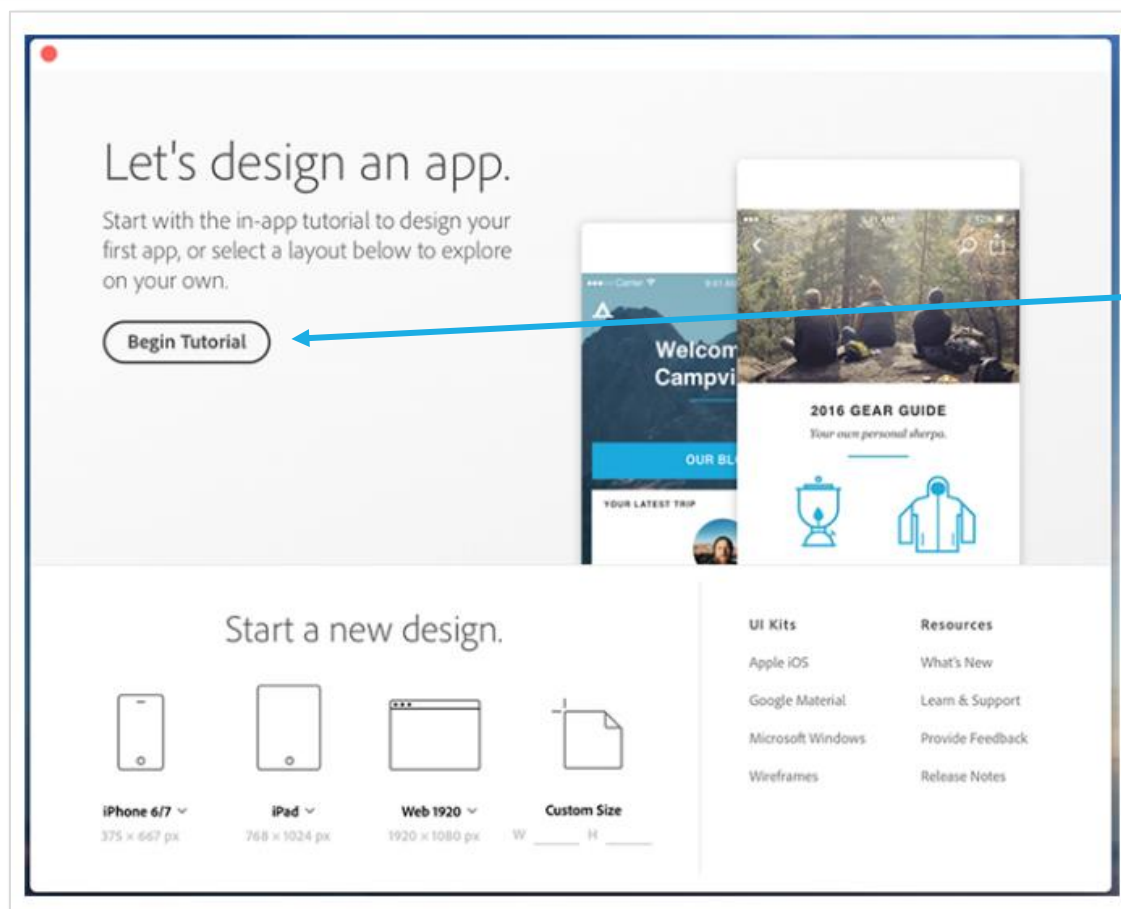 Let's design an app.
Start with the in-app tutorial to design your
first app, or select a layout below to explore
on your own.
Begin Tutorial
Carrier
Welcom
Campvi
OUR BL
YOUR LATEST TRIP
2016 GEAR GUIDE
Your own personal sherpa.
Start a new design.
iPhone 6/7
375 × 667 px
iPad
768 × 1024 px
Web 1920
1920 × 1080 px
Custom Size
W H
UI Kits
Apple iOS
Google Material
Microsoft Windows
Wireframes
Resources
What's New
Learn & Support
Provide Feedback
Release Notes